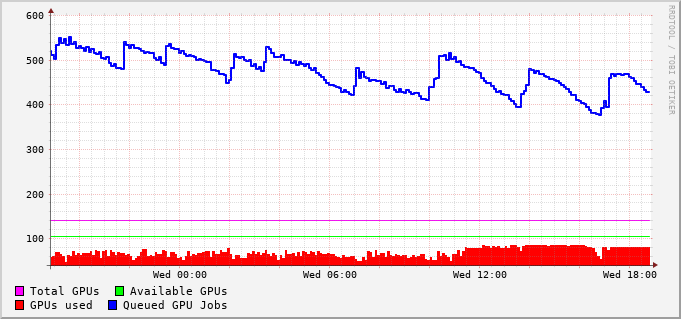 600
500
400
300
200
100
Wed 00:00 Wed 06:00 Wed 12:00 Wed 18:00
Total GPUs Available GPUs
GPUs used Queued GPU Jobs
RRDTOOL / TOBI OETIKER